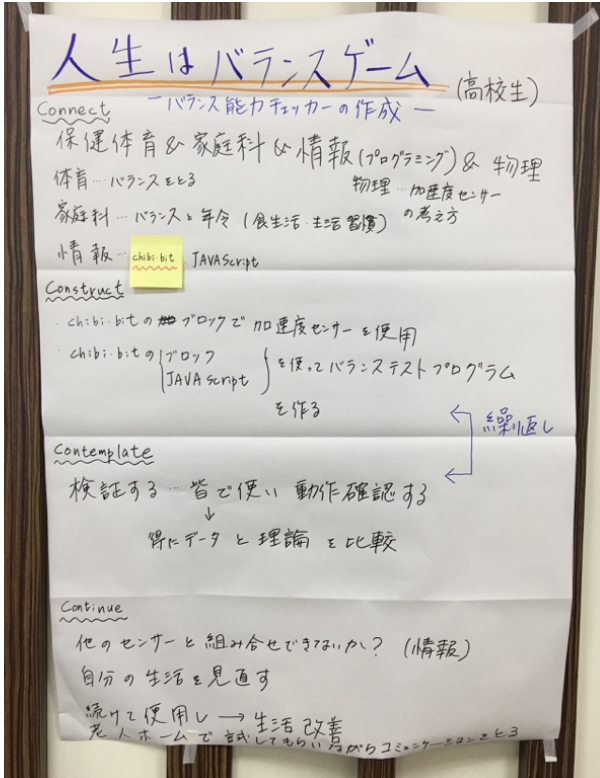 人生はバランスゲーム
(高校生)
ーバランス能力チェッカーの作成ー
Connect
保健体育&家庭科&情報(プログラミング)&物理
体育…バランスをとる
物理…加速度センサー
の考え方
家庭科…バランスと年令(食生活・生活習慣)
情報… chibi:bit JAVAScript
Construct
・chibi:bitのブロックで加速度センサーを使用
・chibi:bitの{ブロック
JAVAScript}を使ってバランステストプログラム
を作る
繰り返し
Contemplate
検証する…皆で使い動作確認する
↓
得たデータと理論を比較
Continue
他のセンサーと組み合せできないか?(情報)
自分の生活を見直す
続けて使用し→生活改善
老人ホームで試してもらいながらコミュニケーションをとる